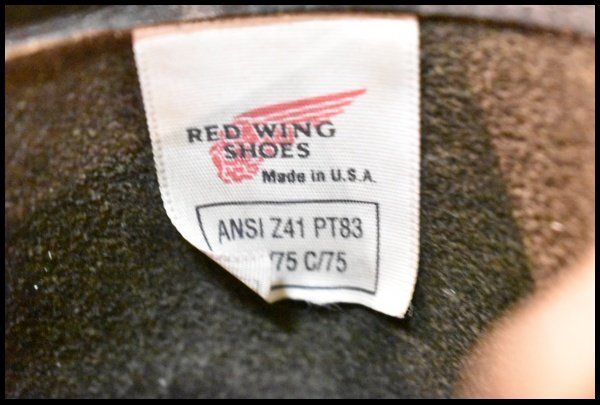 RED WING
SHOES
Made in U.S.A.
ANSI Z41 PT83
/75 C/75